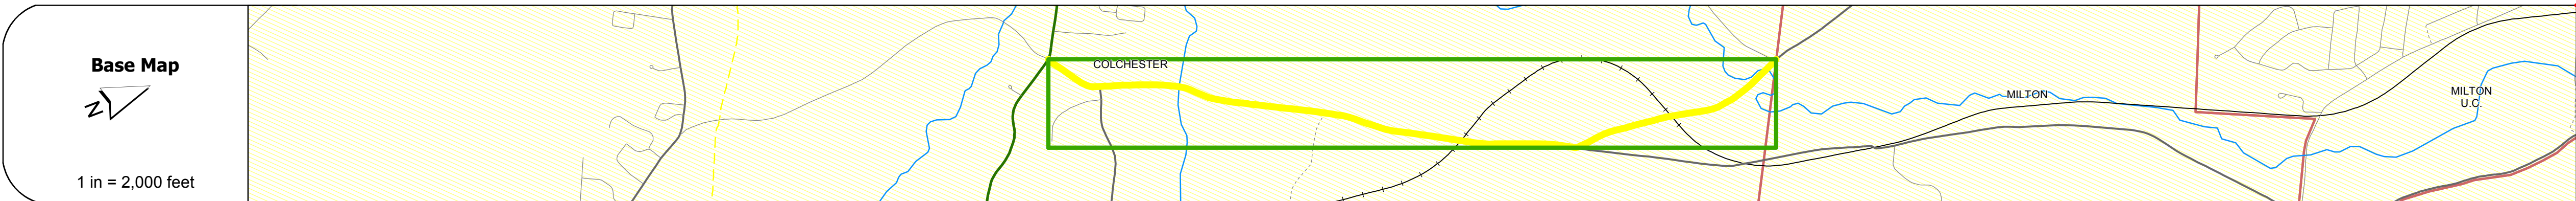 Base Map
N
1 in = 2,000 feet
COLCHESTER
MILTON
MILTON
U.C.